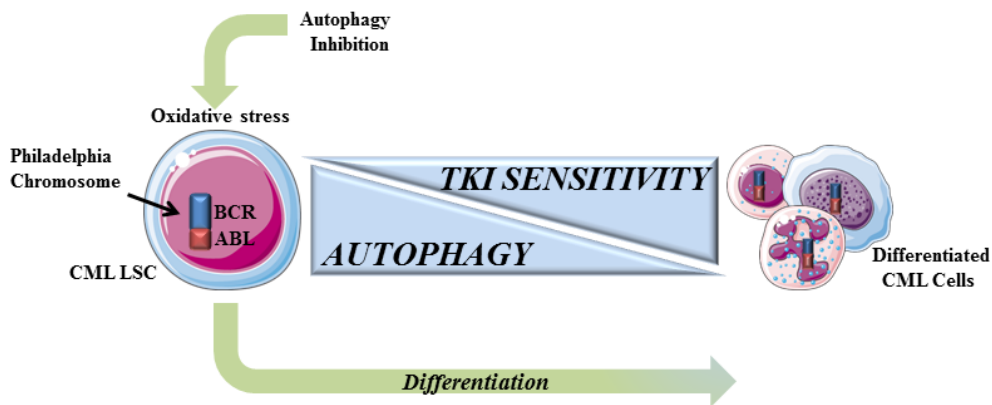 Autophagy
Inhibition
Oxidative stress
Philadelphia
Chromosome
BCR
ABL
CML LSC
TKI SENSITIVITY
AUTOPHAGY
Differentiated
CML Cells
Differentiation